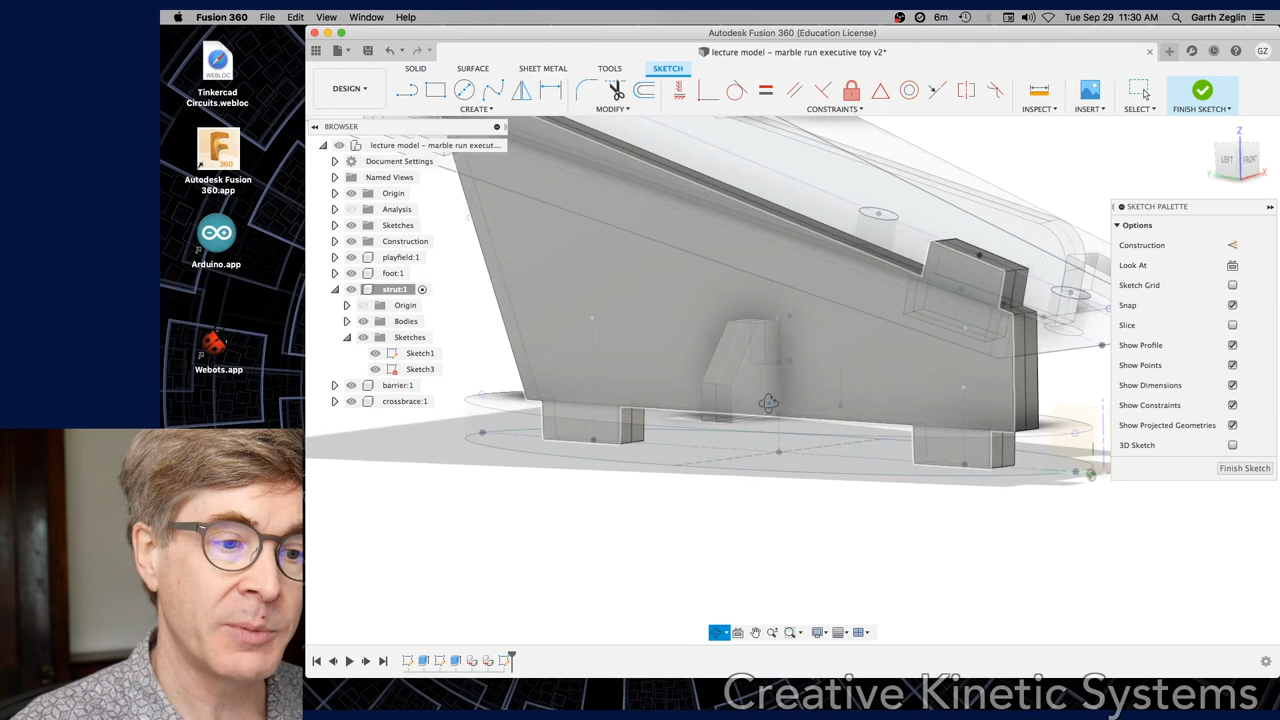 Fusion 360 File Edit View Window Help
6m Tue Sep 29 11:30 AM Garth Zeglin
Autodesk Fusion 360 (Education License)
lecture model - marble run executive toy v2*
GZ
WEBLOC
Tinkercad
Circuits.webloc
360
Autodesk Fusion
360.app
Arduino.app
Webots.app
SOLID SURFACE SHEET METAL TOOLS SKETCH
DESIGN
CREATE MODIFY CONSTRAINTS INSPECT INSERT SELECT FINISH SKETCH
BROWSER
lecture model - marble run execut...
Document Settings
Named Views
Origin
Analysis
Sketches
Construction
playfield:1
foot:1
strut:1
Origin
Bodies
Sketches
Sketch1
Sketch3
barrier:1
crossbrace:1
Z
LEFT FRONT
Y X
SKETCH PALETTE
Options
Construction
Look At
Sketch Grid
Snap
Slice
Show Profile
Show Points
Show Dimensions
Show Constraints
Show Projected Geometries
3D Sketch
Finish Sketch
Creative Kinetic Systems